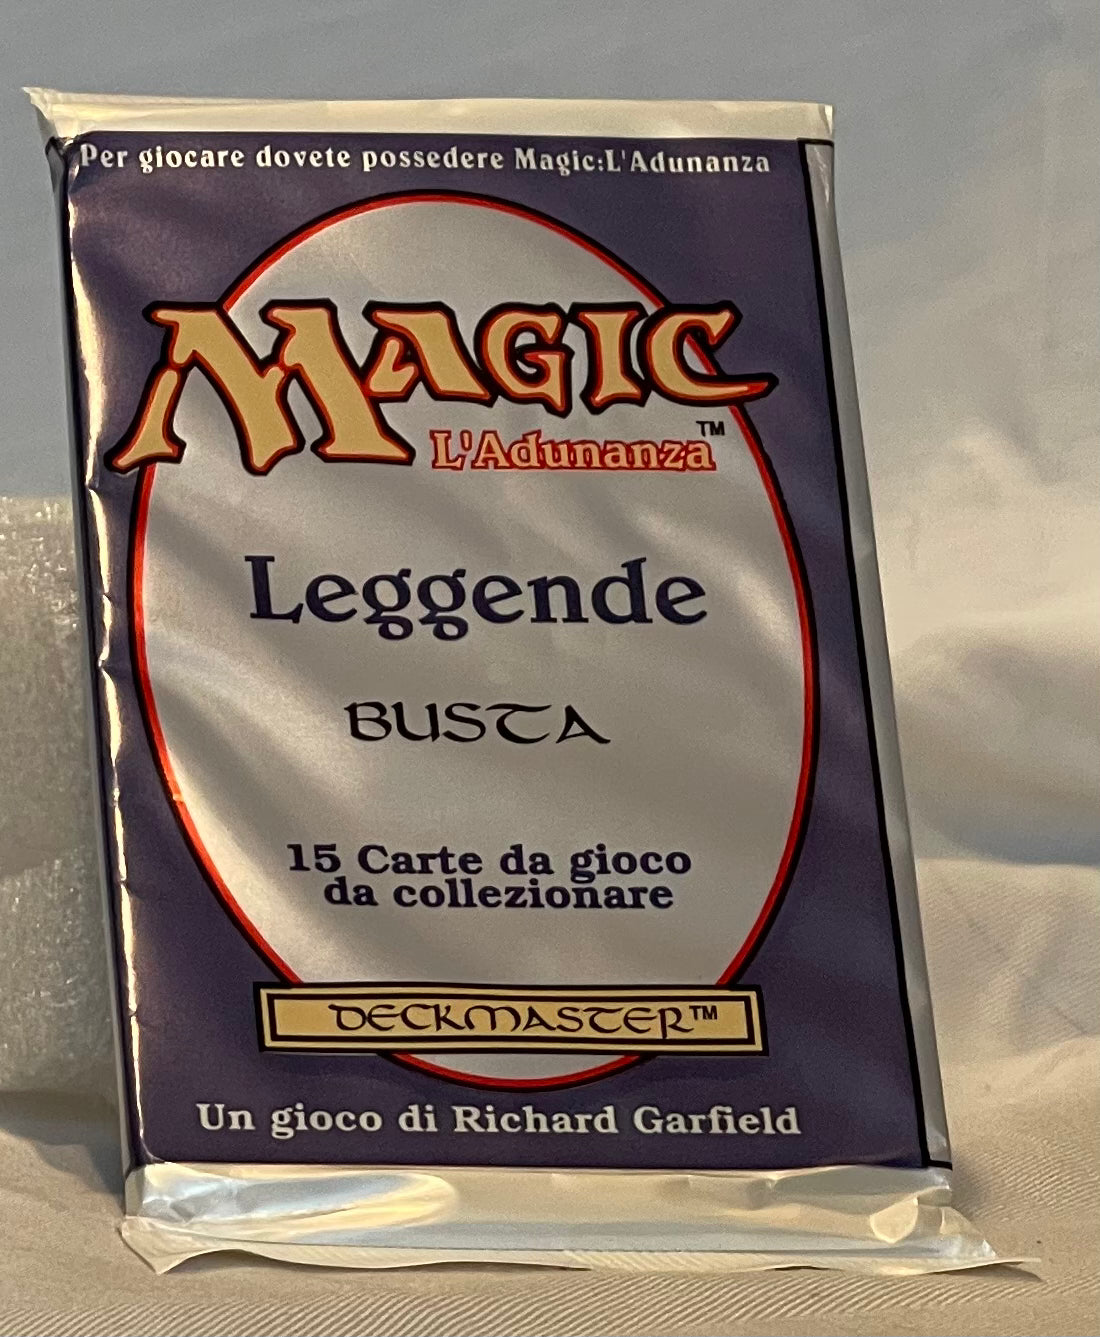 Per giocare dovete possedere Magic:L'Adunanza
MAGIC
L'Adunanza™
Leggende
BUSTA
15 Carte da gioco
da collezionare
DECKMASTER™
Un gioco di Richard Garfield